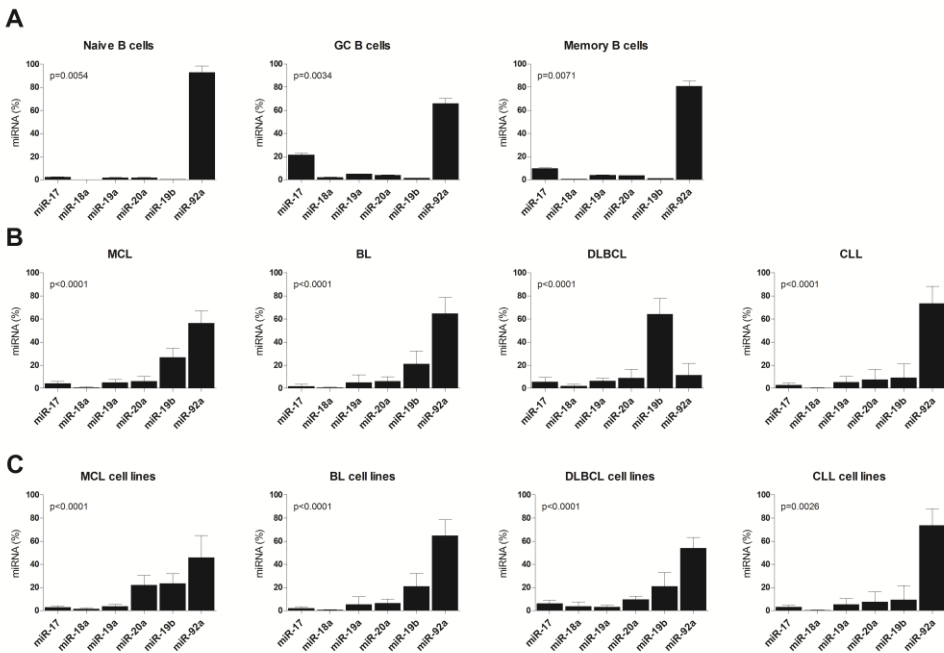 A
Naive B cells
GC B cells
Memory B cells
miRNA (%)
100
80
60
40
20
0
p=0.0054
miR-17
miR-18a
miR-19a
miR-20a
miR-19b
miR-92a
miRNA (%)
100
80
60
40
20
0
p=0.0034
miR-17
miR-18a
miR-19a
miR-20a
miR-19b
miR-92a
miRNA (%)
100
80
60
40
20
0
p=0.0071
miR-17
miR-18a
miR-19a
miR-20a
miR-19b
miR-92a
B
MCL
BL
DLBCL
CLL
miRNA (%)
100
80
60
40
20
0
p<0.0001
miR-17
miR-18a
miR-19a
miR-20a
miR-19b
miR-92a
miRNA (%)
100
80
60
40
20
0
p<0.0001
miR-17
miR-18a
miR-19a
miR-20a
miR-19b
miR-92a
miRNA (%)
100
80
60
40
20
0
p<0.0001
miR-17
miR-18a
miR-19a
miR-20a
miR-19b
miR-92a
miRNA (%)
100
80
60
40
20
0
p<0.0001
miR-17
miR-18a
miR-19a
miR-20a
miR-19b
miR-92a
C
MCL cell lines
BL cell lines
DLBCL cell lines
CLL cell lines
miRNA (%)
100
80
60
40
20
0
p<0.0001
miR-17
miR-18a
miR-19a
miR-20a
miR-19b
miR-92a
miRNA (%)
100
80
60
40
20
0
p<0.0001
miR-17
miR-18a
miR-19a
miR-20a
miR-19b
miR-92a
miRNA (%)
100
80
60
40
20
0
p<0.0001
miR-17
miR-18a
miR-19a
miR-20a
miR-19b
miR-92a
miRNA (%)
100
80
60
40
20
0
p=0.0026
miR-17
miR-18a
miR-19a
miR-20a
miR-19b
miR-92a